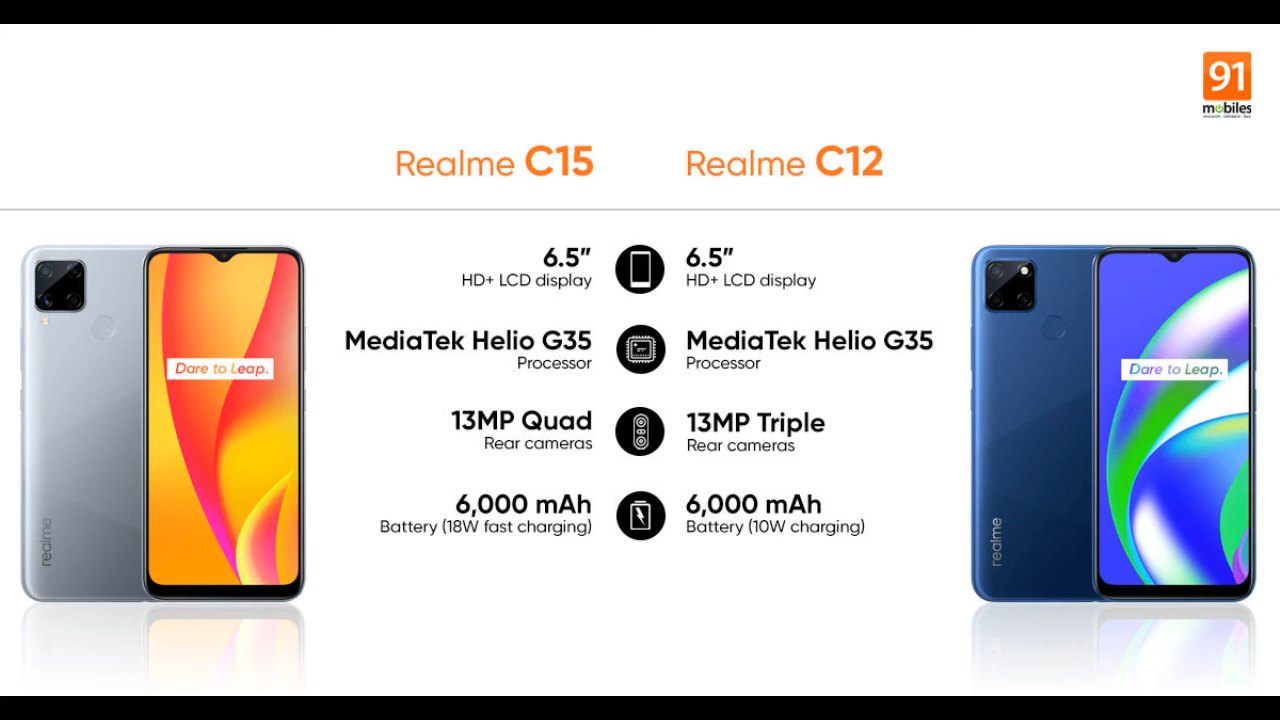 91
mobiles
Realme C15
Realme C12
6.5"
HD+ LCD display
6.5"
HD+ LCD display
MediaTek Helio G35
Processor
MediaTek Helio G35
Processor
13MP Quad
Rear cameras
13MP Triple
Rear cameras
6,000 mAh
Battery (18W fast charging)
6,000 mAh
Battery (10W charging)
Dare to Leap.
realme
Dare to Leap.
realme